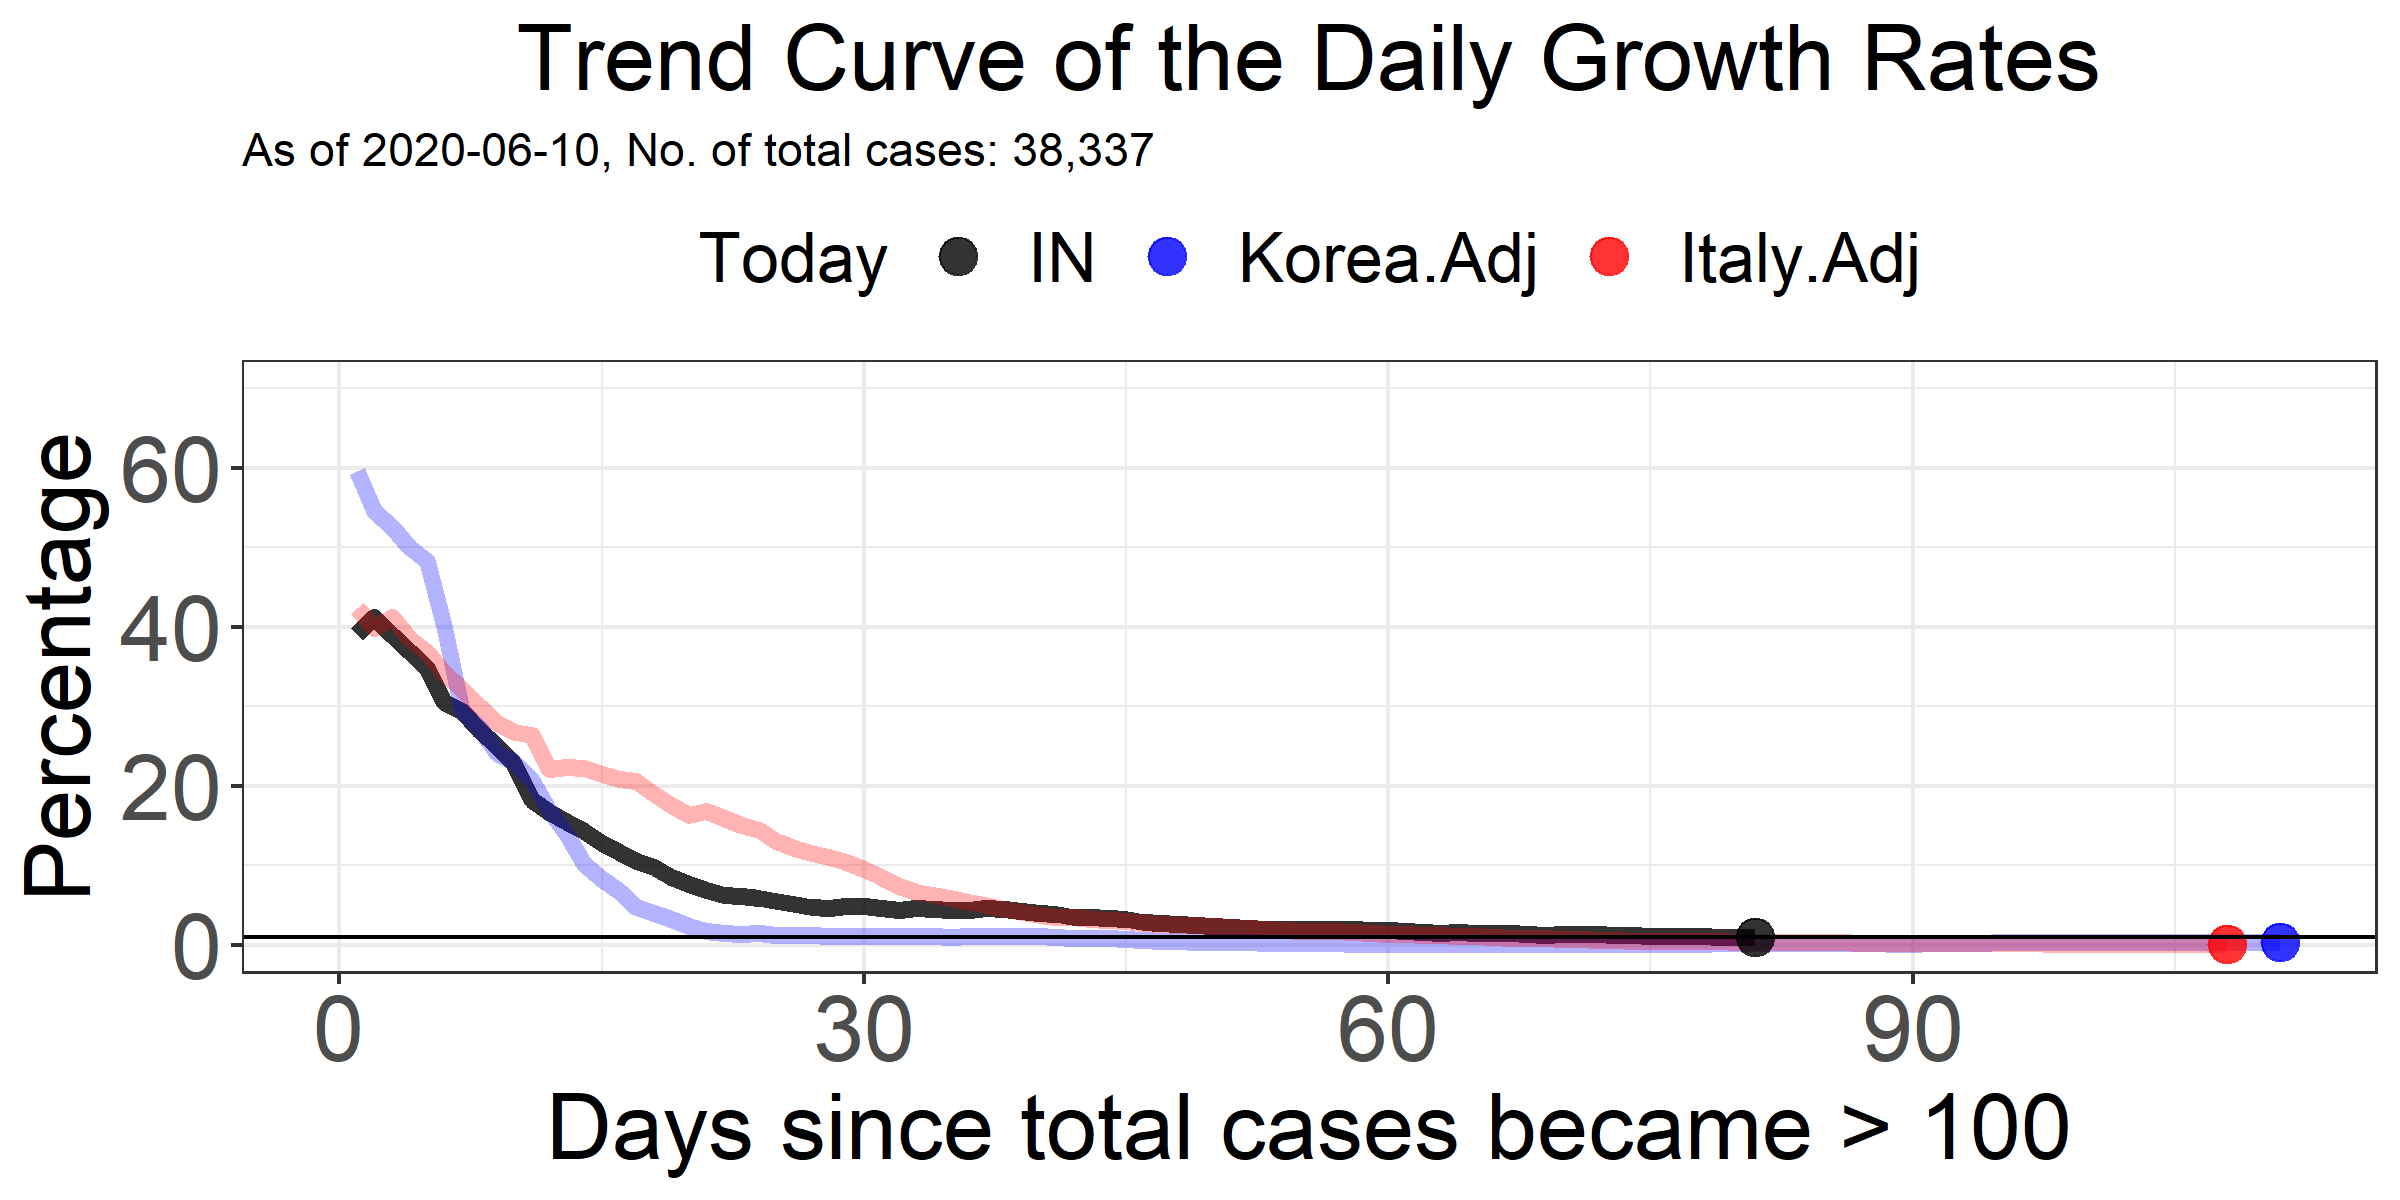 Trend Curve of the Daily Growth Rates
As of 2020-06-10, No. of total cases: 38,337
Today IN Korea.Adj Italy.Adj
Percentage
60
40
20
0
0 30 60 90
Days since total cases became > 100